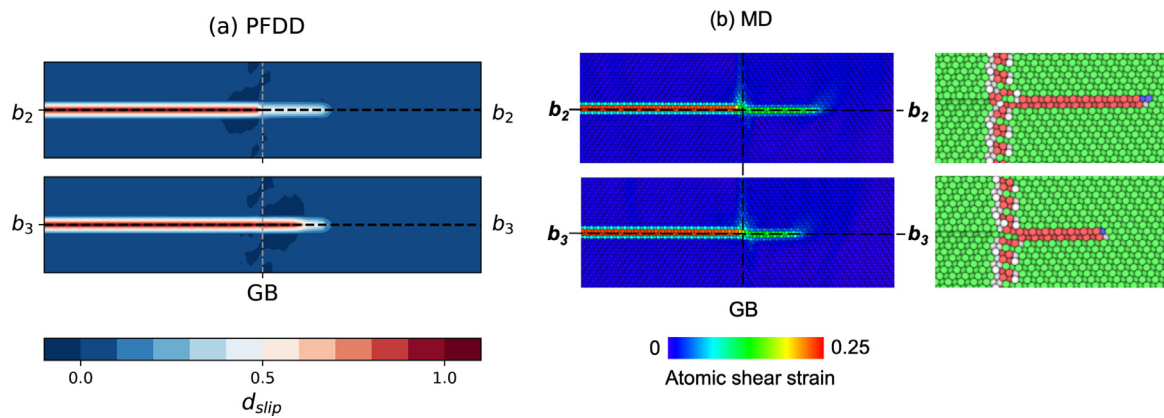 (a) PFDD
(b) MD
b2
b2
b2
b2
b3
b3
b3
b3
GB
GB
0.0
0.5
1.0
dslip
0
0.25
Atomic shear strain